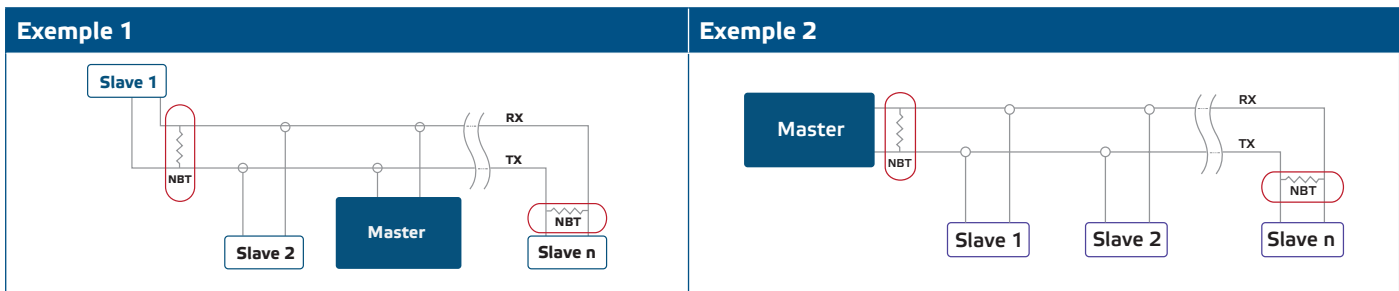 Exemple 1
Slave 1
RX
TX
NBT
NBT
Master
Slave 2
Slave n
Exemple 2
RX
Master
TX
NBT
NBT
Slave 1
Slave 2
Slave n